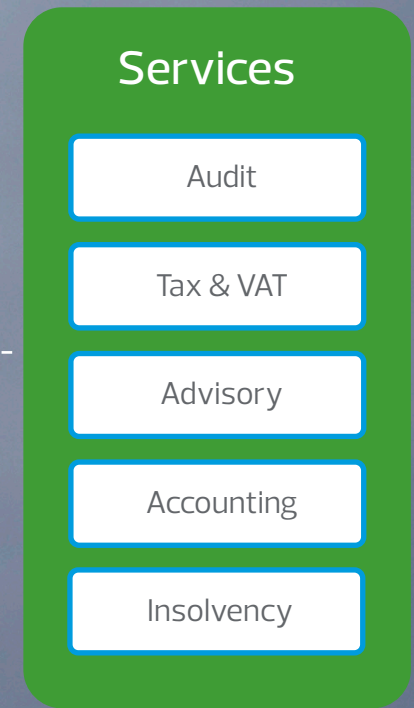 Services
Audit
Tax & VAT
-
Advisory
Accounting
Insolvency